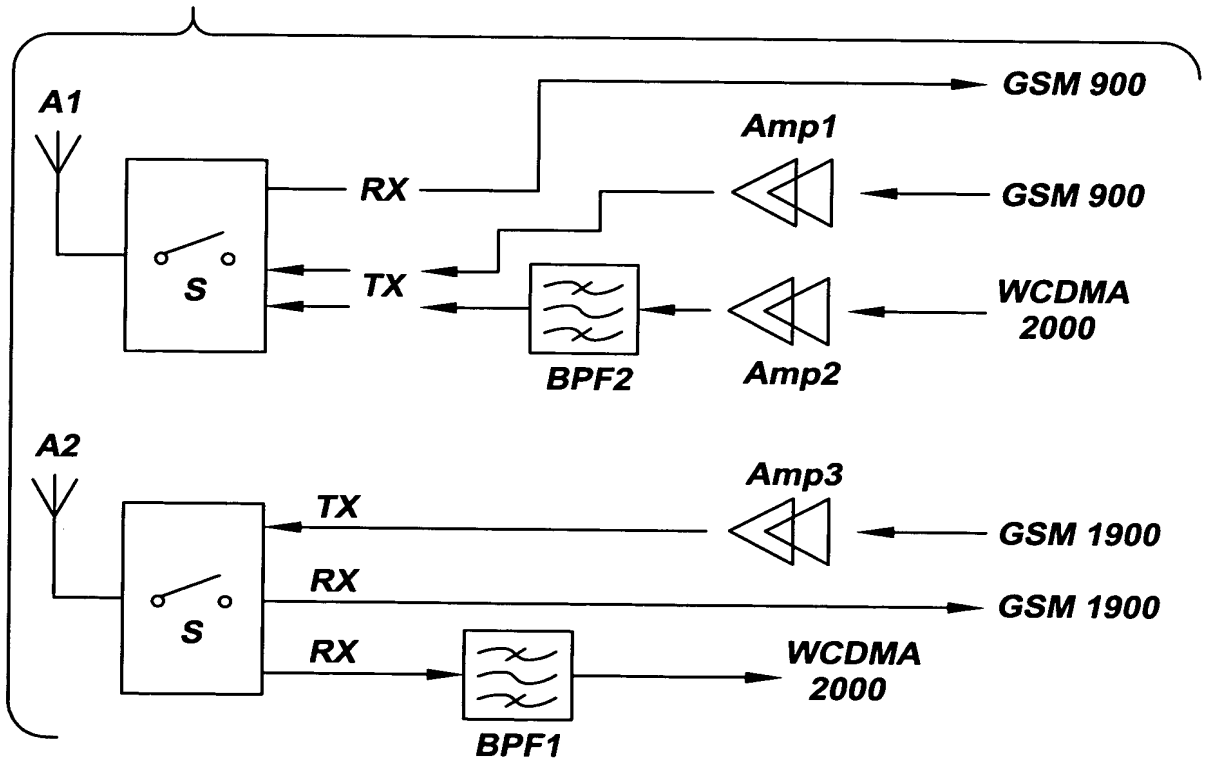 GSM 900
A1
Amp1
RX
GSM 900
S
TX
WCDMA
2000
BPF2
Amp2
A2
Amp3
TX
GSM 1900
RX
GSM 1900
S
RX
WCDMA
2000
BPF1